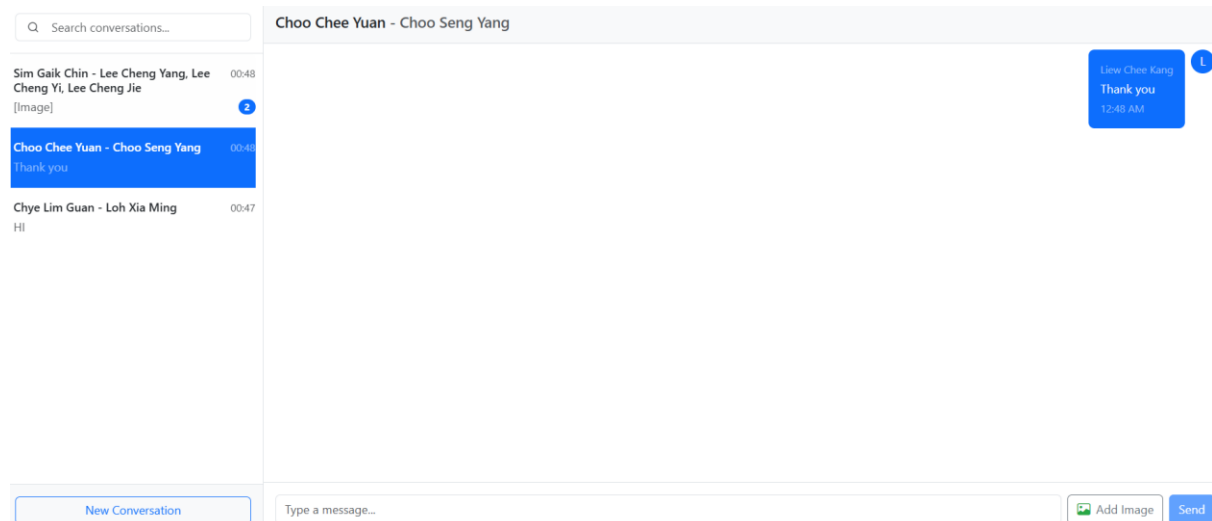 Search conversations...
Sim Gaik Chin - Lee Cheng Yang, Lee
Cheng Yi, Lee Cheng Jie
00:48
[Image]
2
Choo Chee Yuan - Choo Seng Yang
00:48
Thank you
Chye Lim Guan - Loh Xia Ming
00:47
HI
New Conversation
Choo Chee Yuan - Choo Seng Yang
Liew Chee Kang
Thank you
12:48 AM
L
Type a message...
Add Image
Send